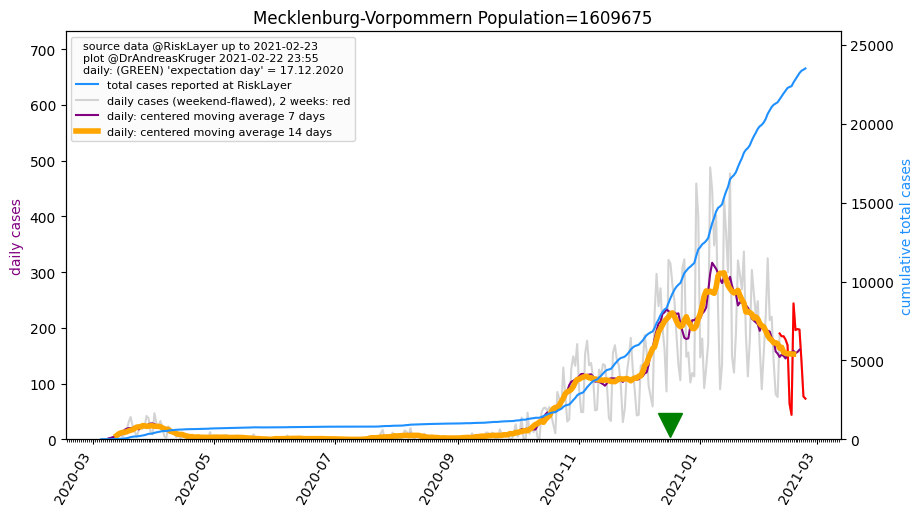 Mecklenburg-Vorpommern Population=1609675
source data @RiskLayer up to 2021-02-23
plot @DrAndreasKruger 2021-02-22 23:55
daily: (GREEN) 'expectation day' = 17.12.2020
total cases reported at RiskLayer
daily cases (weekend-flawed), 2 weeks: red
daily: centered moving average 7 days
daily: centered moving average 14 days
daily cases
700
600
500
400
300
200
100
0
cumulative total cases
25000
20000
15000
10000
5000
0
2020-03
2020-05
2020-07
2020-09
2020-11
2021-01
2021-03